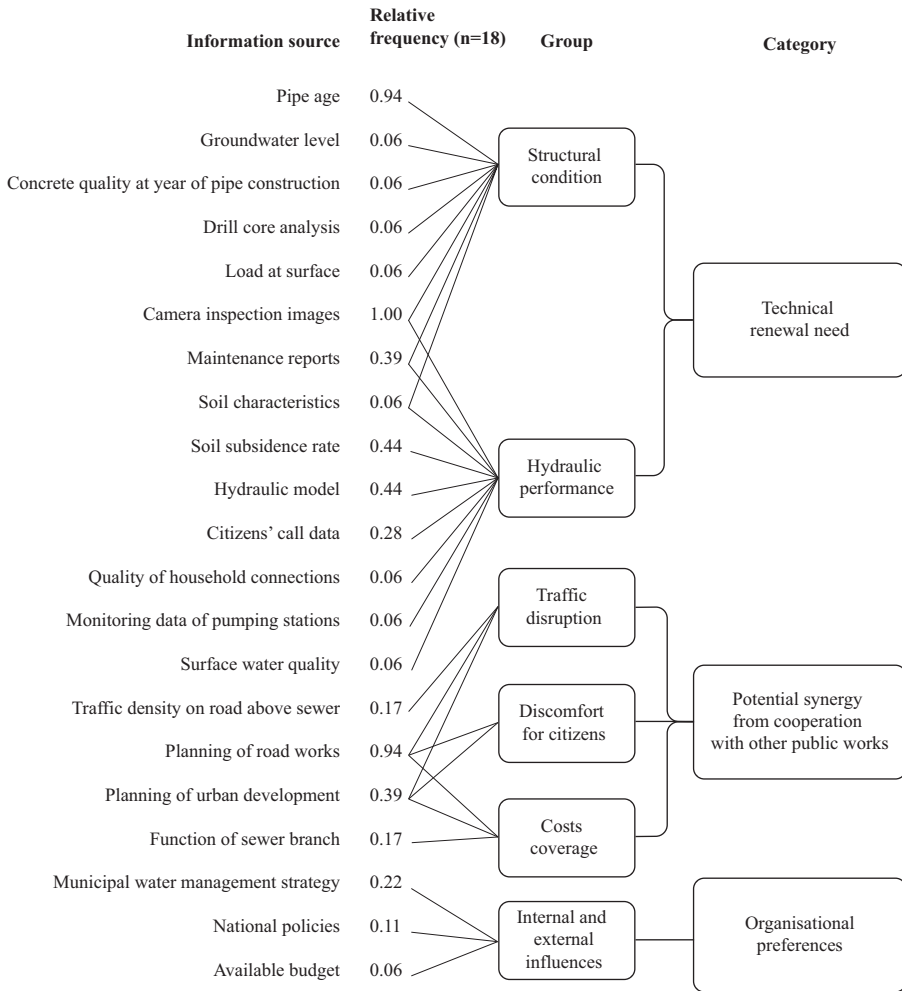 Information source
Relative
frequency (n=18)
Group
Category
Pipe age 0.94
Groundwater level 0.06
Concrete quality at year of pipe construction 0.06
Drill core analysis 0.06
Load at surface 0.06
Camera inspection images 1.00
Maintenance reports 0.39
Soil characteristics 0.06
Soil subsidence rate 0.44
Hydraulic model 0.44
Citizens' call data 0.28
Quality of household connections 0.06
Monitoring data of pumping stations 0.06
Surface water quality 0.06
Traffic density on road above sewer 0.17
Planning of road works 0.94
Planning of urban development 0.39
Function of sewer branch 0.17
Municipal water management strategy 0.22
National policies 0.11
Available budget 0.06
Structural
condition
Hydraulic
performance
Traffic
disruption
Discomfort
for citizens
Costs
coverage
Internal and
external
influences
Technical
renewal need
Potential synergy
from cooperation
with other public works
Organisational
preferences